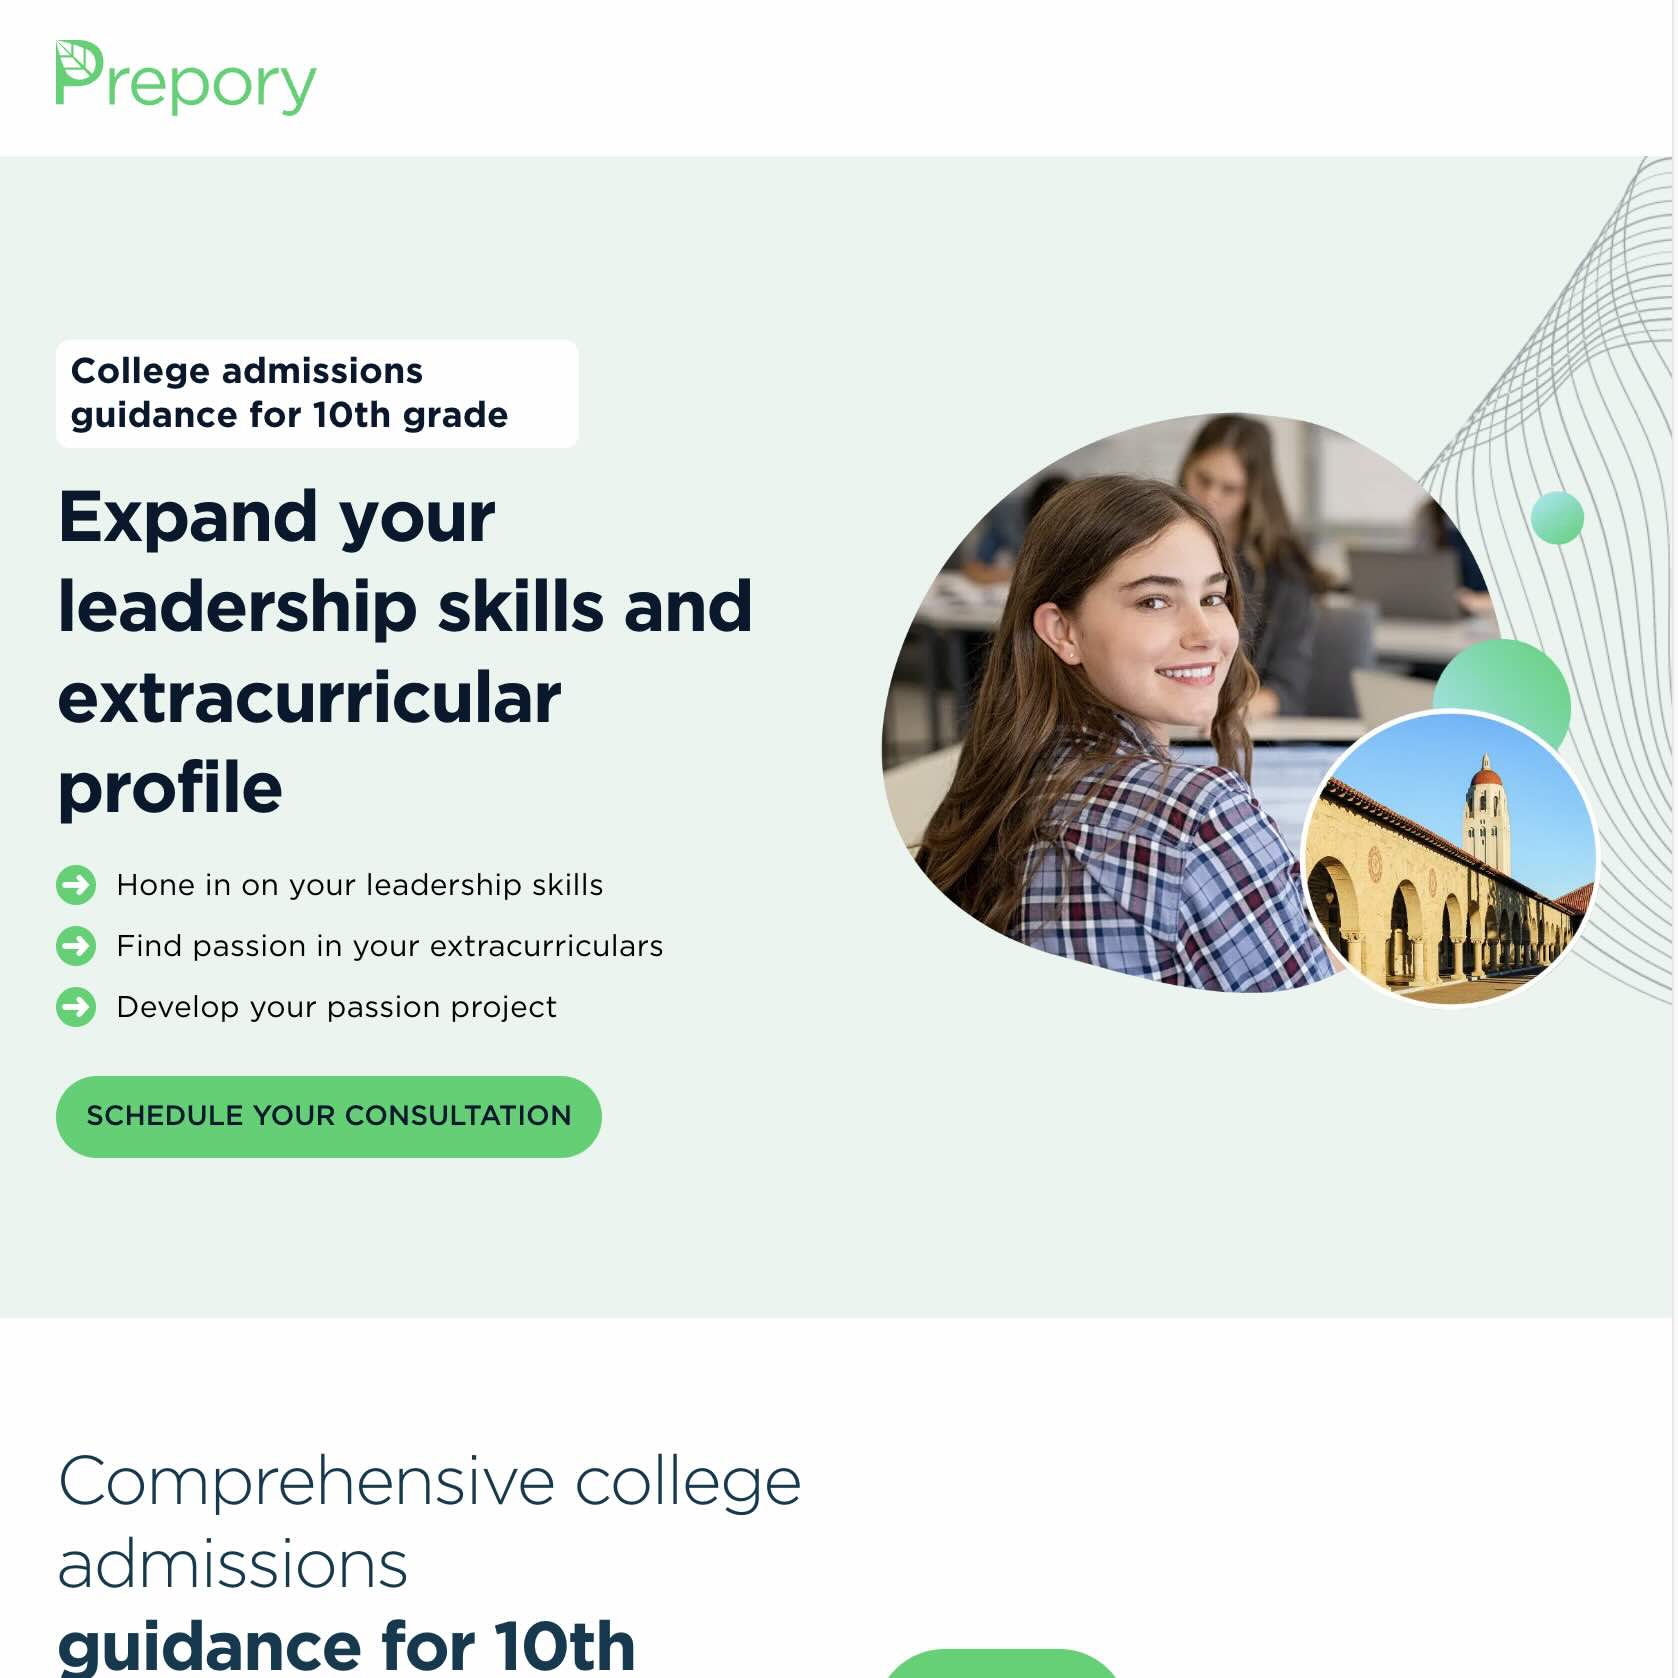 Prepory
College admissions
guidance for 10th grade
Expand your
leadership skills and
extracurricular
profile
Hone in on your leadership skills
Find passion in your extracurriculars
Develop your passion project
SCHEDULE YOUR CONSULTATION
Comprehensive college
admissions
guidance for 10th